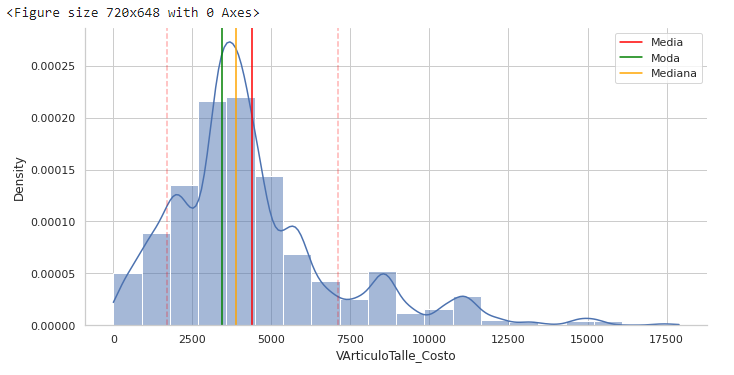 <Figure size 720x648 with 0 Axes>
Media
Moda
Mediana
0.00025
0.00020
0.00015
0.00010
0.00005
0.00000
Density
0 2500 5000 7500 10000 12500 15000 17500
VArticuloTalle_Costo